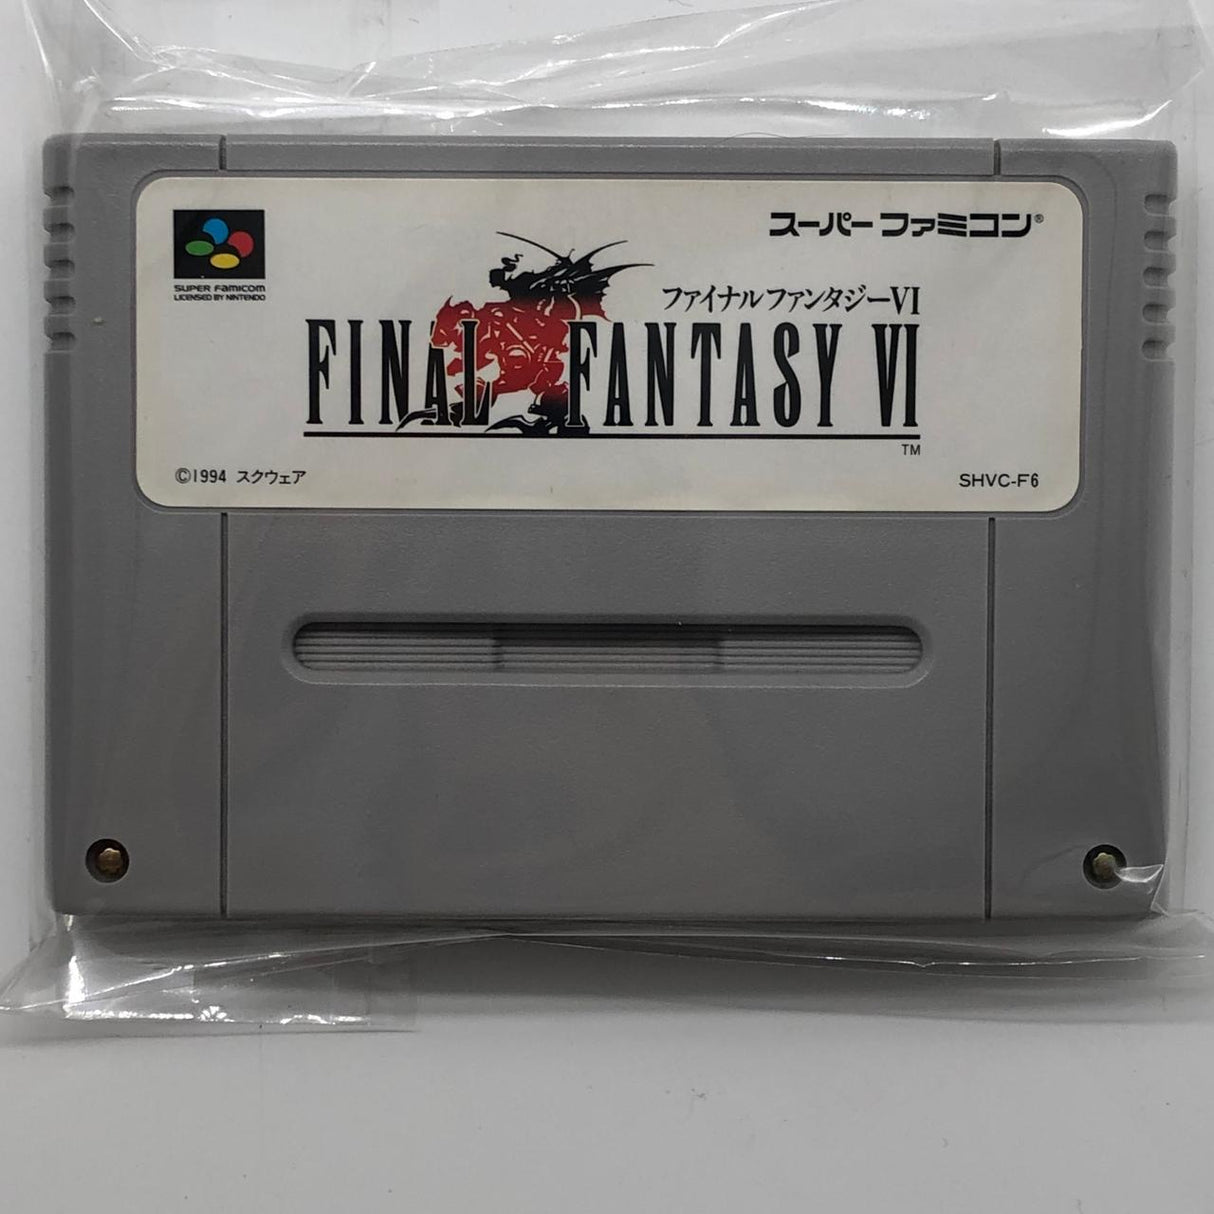 スーパーファミコン®
SUPER FAMICOM
LICENSED BY NINTENDO
ファイナルファンタジーVI
FINAL FANTASY VI
TM
©1994 スクウェア
SHVC-F6